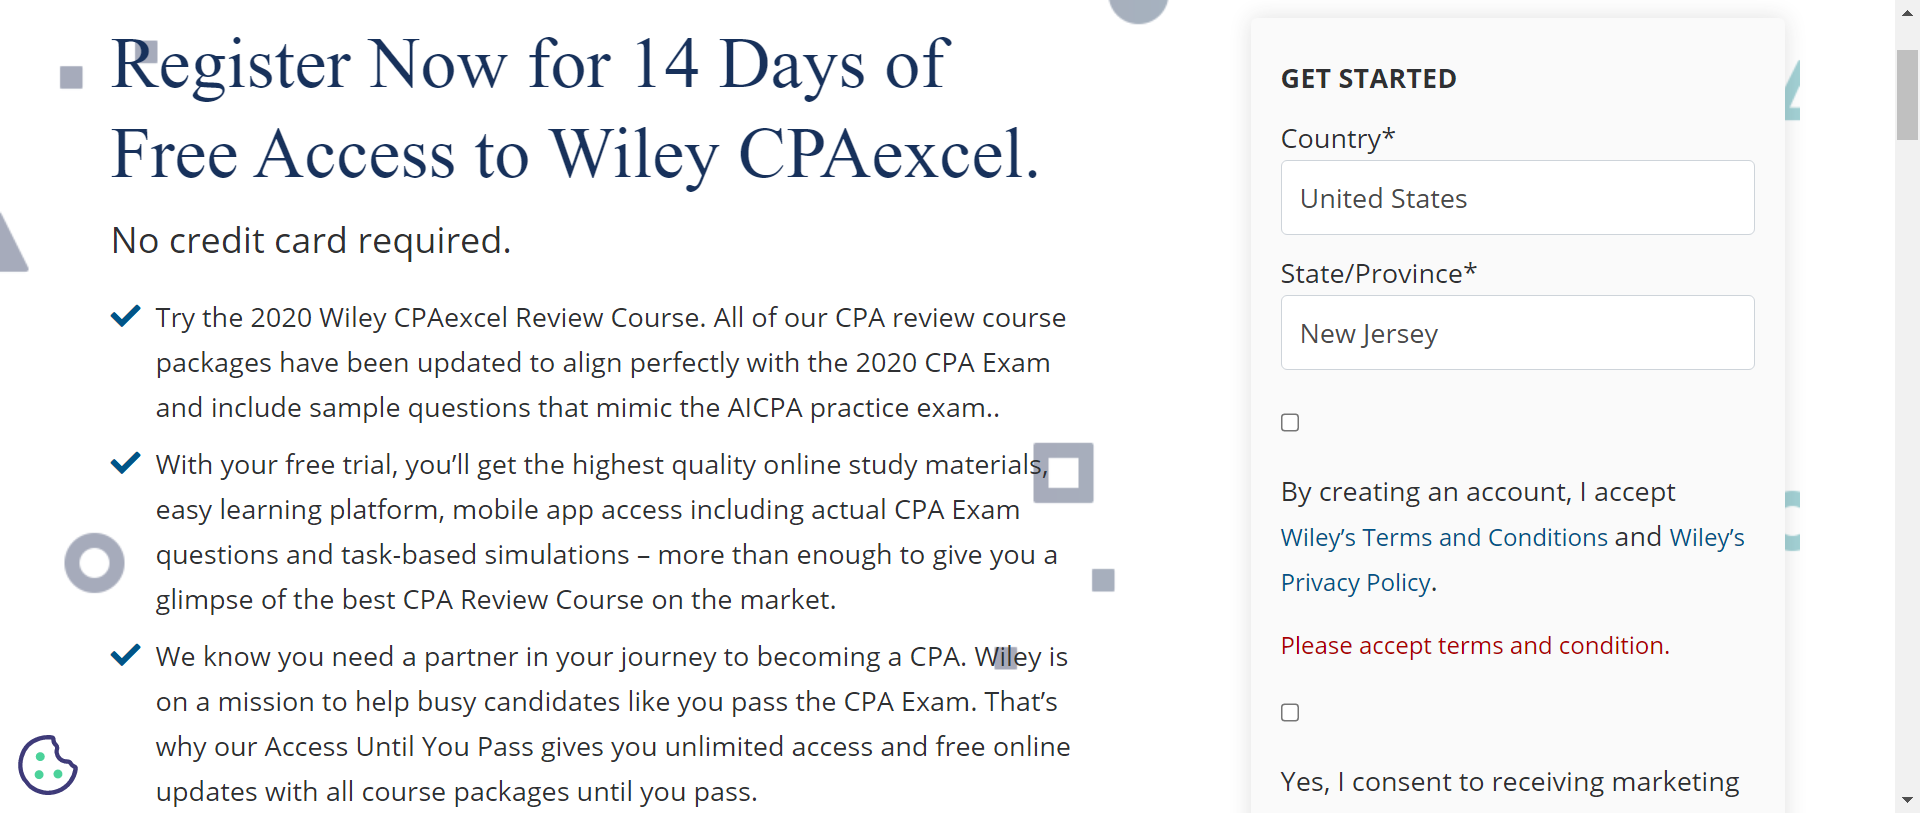 Register Now for 14 Days of
Free Access to Wiley CPAexcel.
No credit card required.
Try the 2020 Wiley CPAexcel Review Course. All of our CPA review course
packages have been updated to align perfectly with the 2020 CPA Exam
and include sample questions that mimic the AICPA practice exam..
With your free trial, you’ll get the highest quality online study materials,
easy learning platform, mobile app access including actual CPA Exam
questions and task-based simulations – more than enough to give you a
glimpse of the best CPA Review Course on the market.
We know you need a partner in your journey to becoming a CPA. Wiley is
on a mission to help busy candidates like you pass the CPA Exam. That’s
why our Access Until You Pass gives you unlimited access and free online
updates with all course packages until you pass.
GET STARTED
Country*
United States
State/Province*
New Jersey
By creating an account, I accept
Wiley’s Terms and Conditions and Wiley’s
Privacy Policy.
Please accept terms and condition.
Yes, I consent to receiving marketing